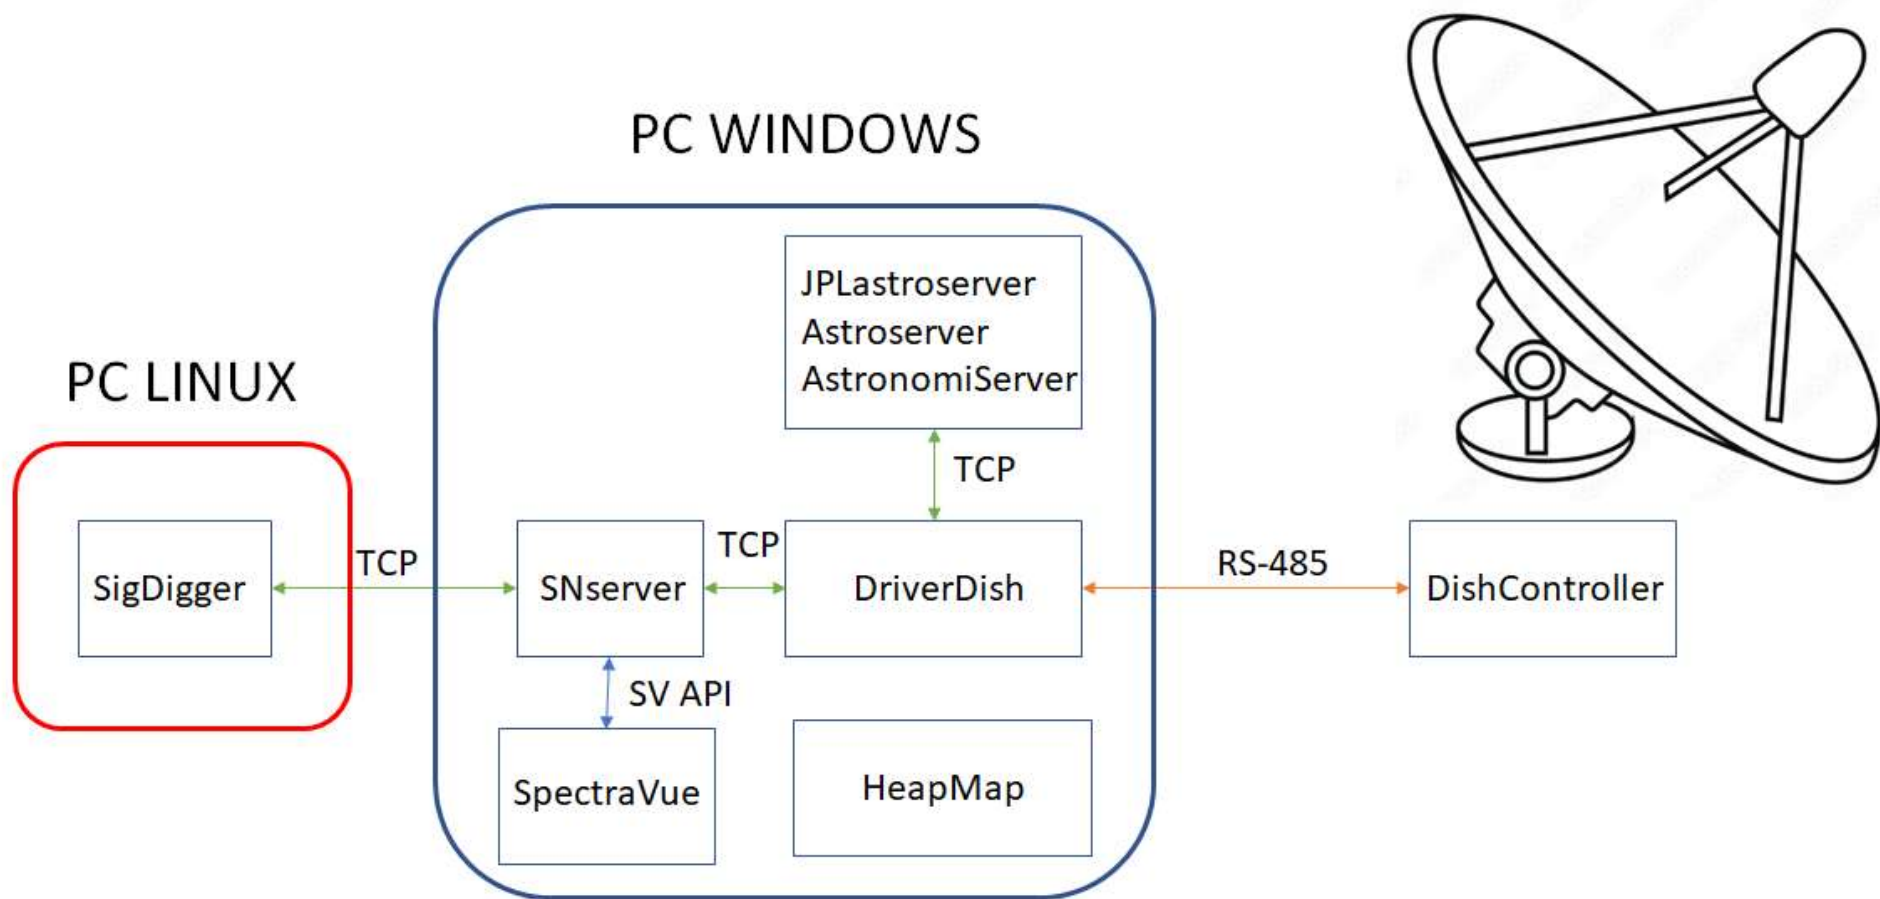 PC WINDOWS
JPLastroserver
Astroserver
AstronomiServer
PC LINUX
TCP
SigDigger
TCP
SNserver
TCP
DriverDish
RS-485
DishController
SV API
SpectraVue
HeapMap